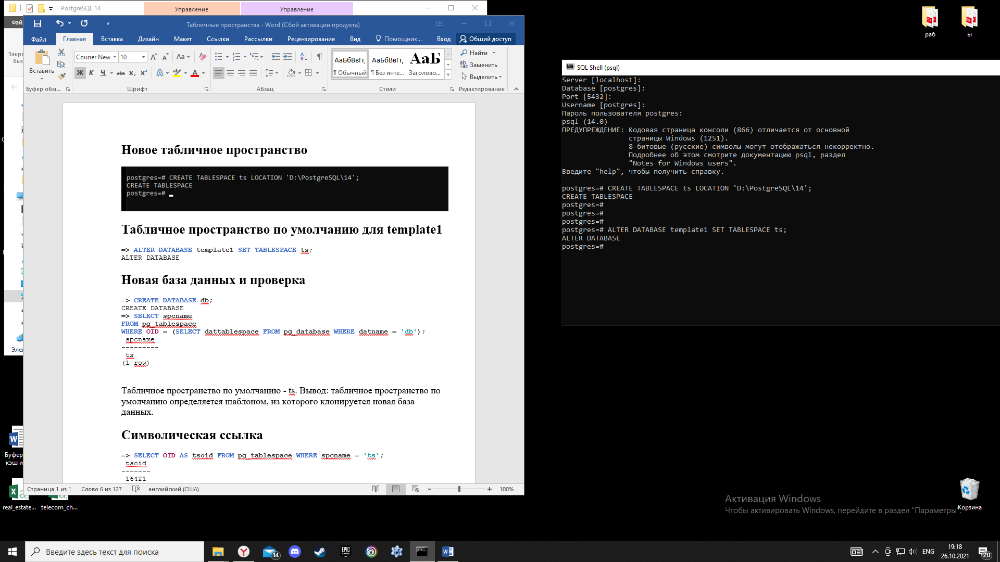 PostgreSQL 14
Управление
Управление
Табличные пространства - Word (Сбой активации продукта)
Файл
Главная
Вставка
Дизайн
Макет
Ссылки
Рассылки
Рецензирование
Вид
Помощник...
Вход
Общий доступ
Вставить
Courier New
10
Aa
Ж
К
Ч
abc
АаБбВвГг,
АаБбВвГг,
АаБ
¶ Обычный
¶ Без инте...
Заголово...
Найти
Заменить
Выделить
Буфер обм...
Шрифт
Абзац
Стили
Редактирование
Новое табличное пространство
postgres=# CREATE TABLESPACE ts LOCATION 'D:\PostgreSQL\14';
CREATE TABLESPACE
postgres=#
Табличное пространство по умолчанию для template1
=> ALTER DATABASE template1 SET TABLESPACE ts;
ALTER DATABASE
Новая база данных и проверка
=> CREATE DATABASE db;
CREATE DATABASE
=> SELECT spcname
FROM pg_tablespace
WHERE OID = (SELECT dattablespace FROM pg_database WHERE datname = 'db');
spcname
---------
ts
(1 row)
Табличное пространство по умолчанию - ts. Вывод: табличное пространство по
умолчанию определяется шаблоном, из которого клонируется новая база
данных.
Символическая ссылка
=> SELECT OID AS tsoid FROM pg_tablespace WHERE spcname = 'ts';
tsoid
-------
16421
Страница 1 из 1
Слово 6 из 127
английский (США)
100%
SQL Shell (psql)
Server [localhost]:
Database [postgres]:
Port [5432]:
Username [postgres]:
Пароль пользователя postgres:
psql (14.0)
ПРЕДУПРЕЖДЕНИЕ: Кодовая страница консоли (866) отличается от основной
страницы Windows (1251).
8-битовые (русские) символы могут отображаться некорректно.
Подробнее об этом смотрите документацию psql, раздел
"Notes for Windows users".
Введите "help", чтобы получить справку.
postgres=# CREATE TABLESPACE ts LOCATION 'D:\PostgreSQL\14';
CREATE TABLESPACE
postgres=#
postgres=#
postgres=#
postgres=# ALTER DATABASE template1 SET TABLESPACE ts;
ALTER DATABASE
postgres=#
раб
ы
Буфер
кэш и
real_estate...
telecom_ch...
Активация Windows
Чтобы активировать Windows, перейдите в раздел "Параметры".
Корзина
Введите здесь текст для поиска
14
EPIC
GAMES
ENG
19:18
26.10.2021
20